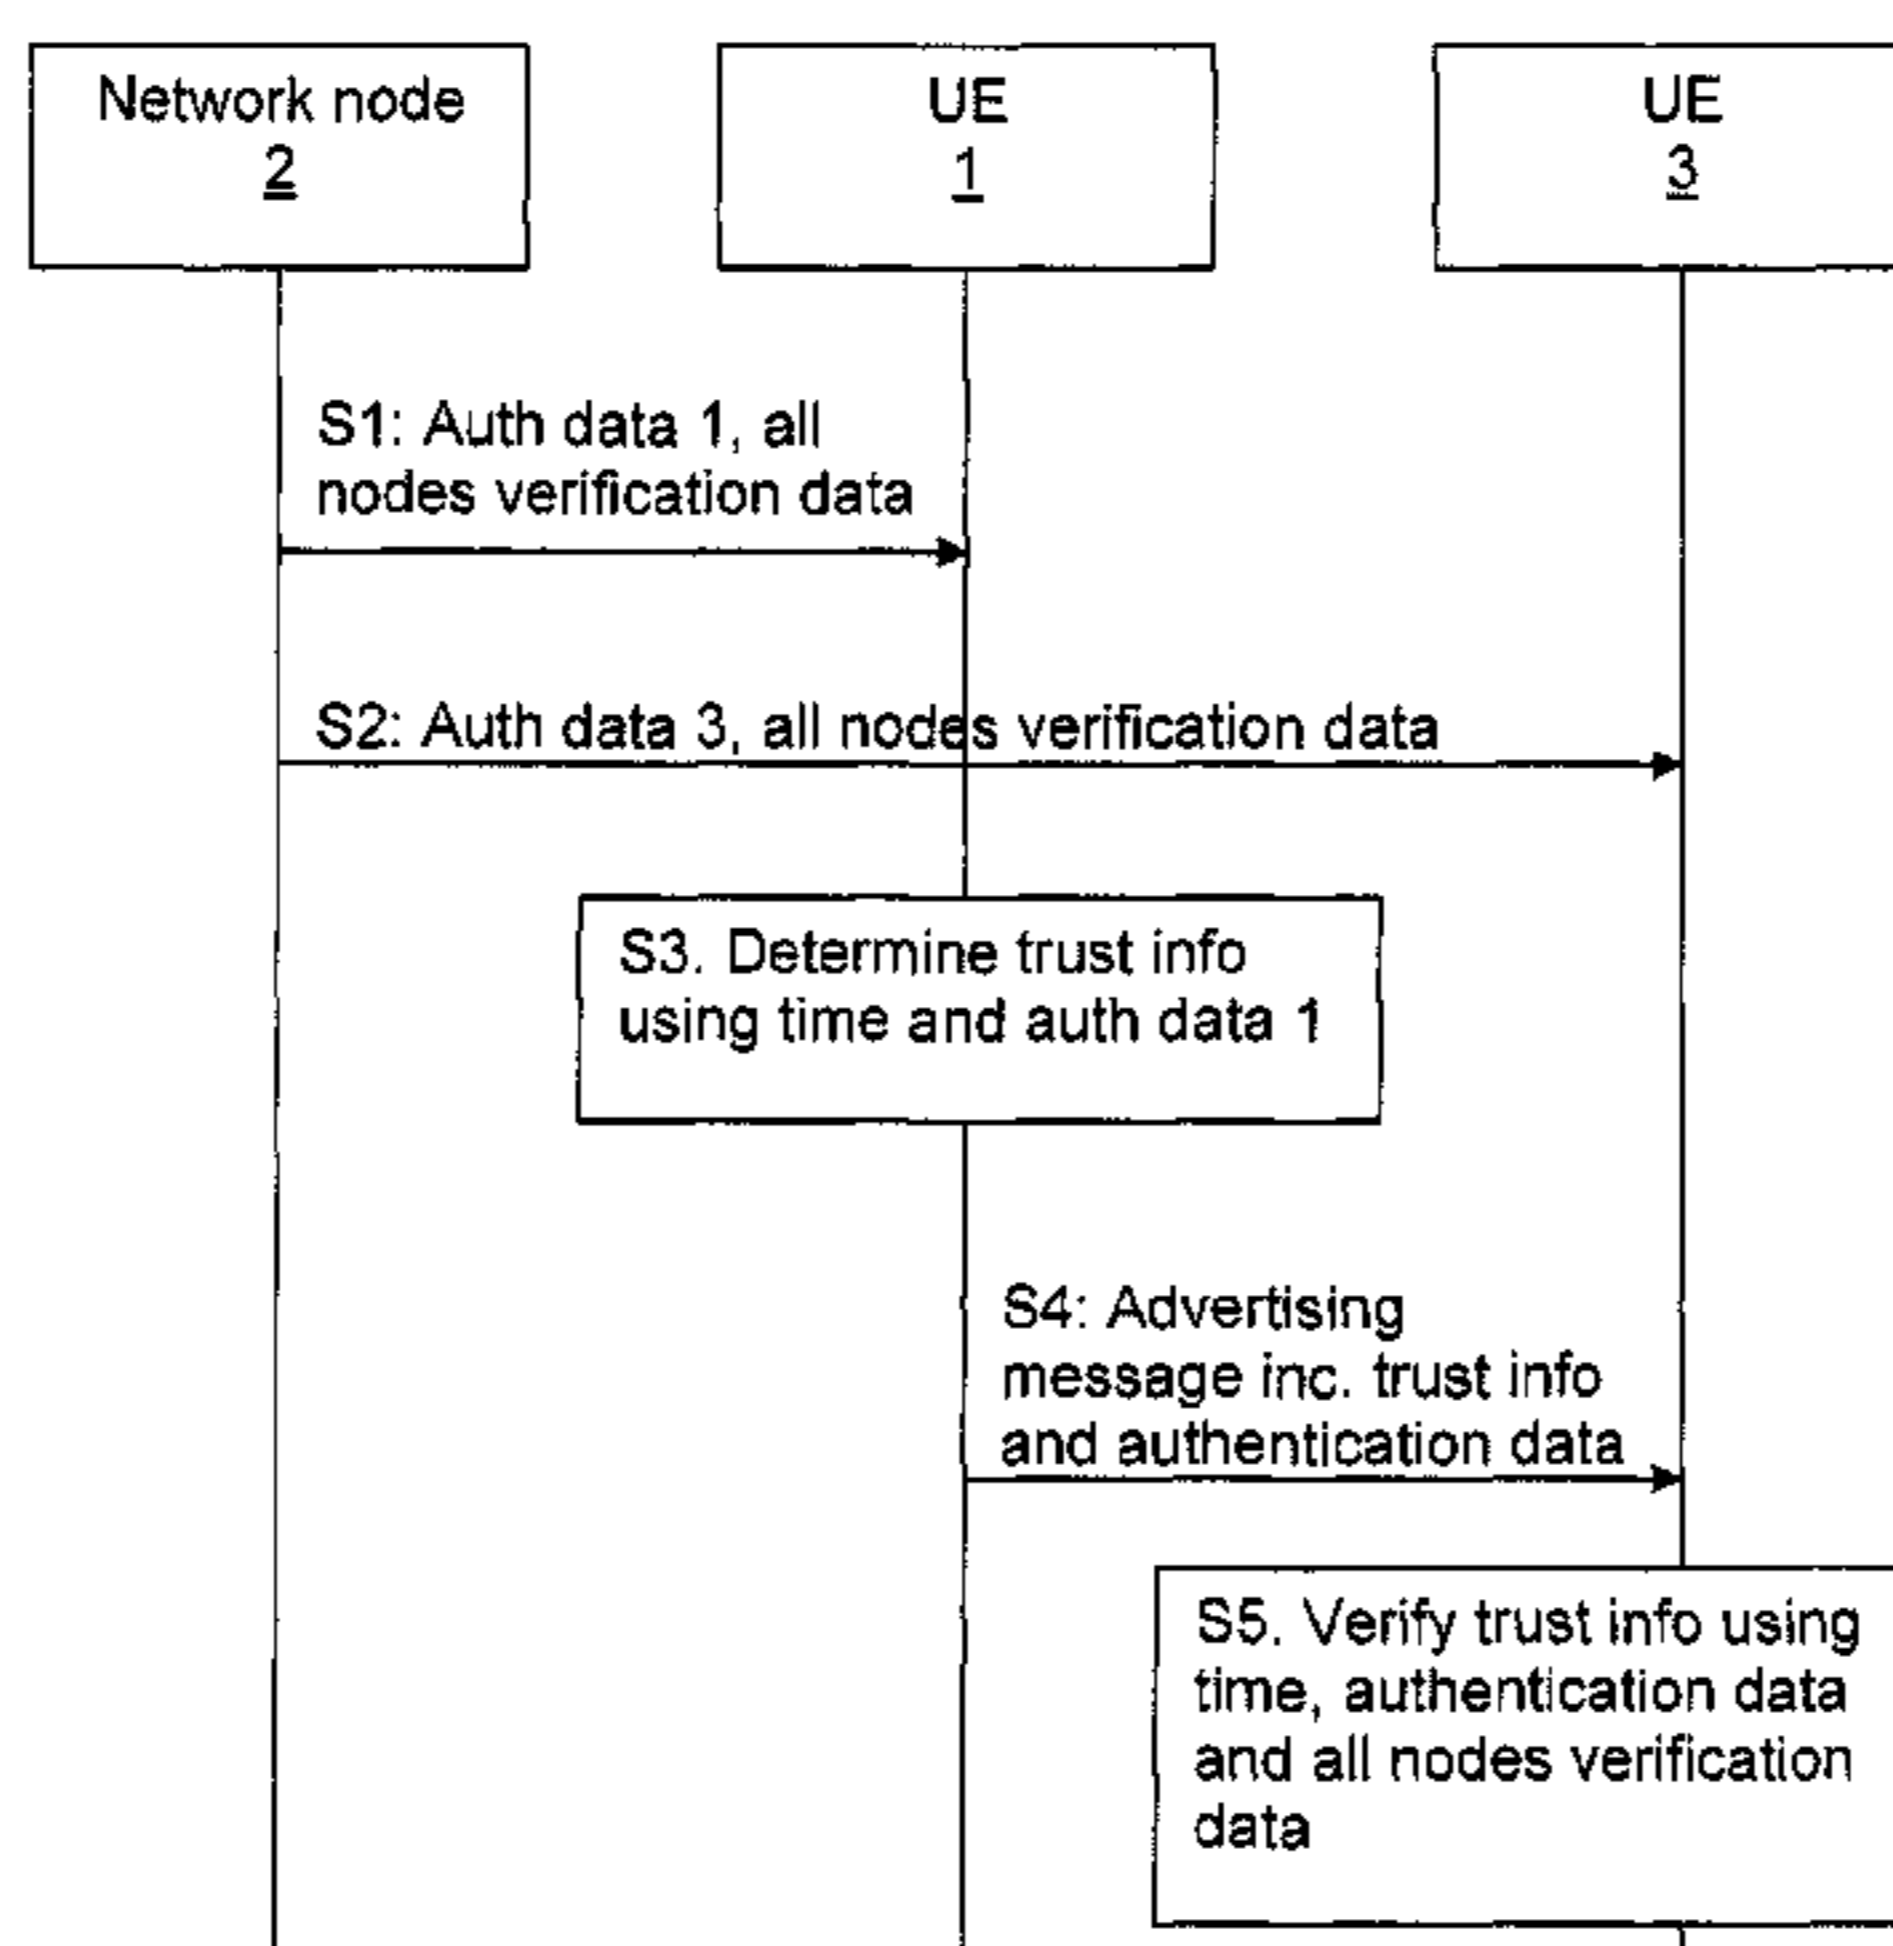 Network node
2
UE
1
UE
3
S1: Auth data 1, all
nodes verification data
S2: Auth data 3, all nodes verification data
S3. Determine trust info
using time and auth data 1
S4: Advertising
message inc. trust info
and authentication data
S5. Verify trust info using
time, authentication data
and all nodes verification
data